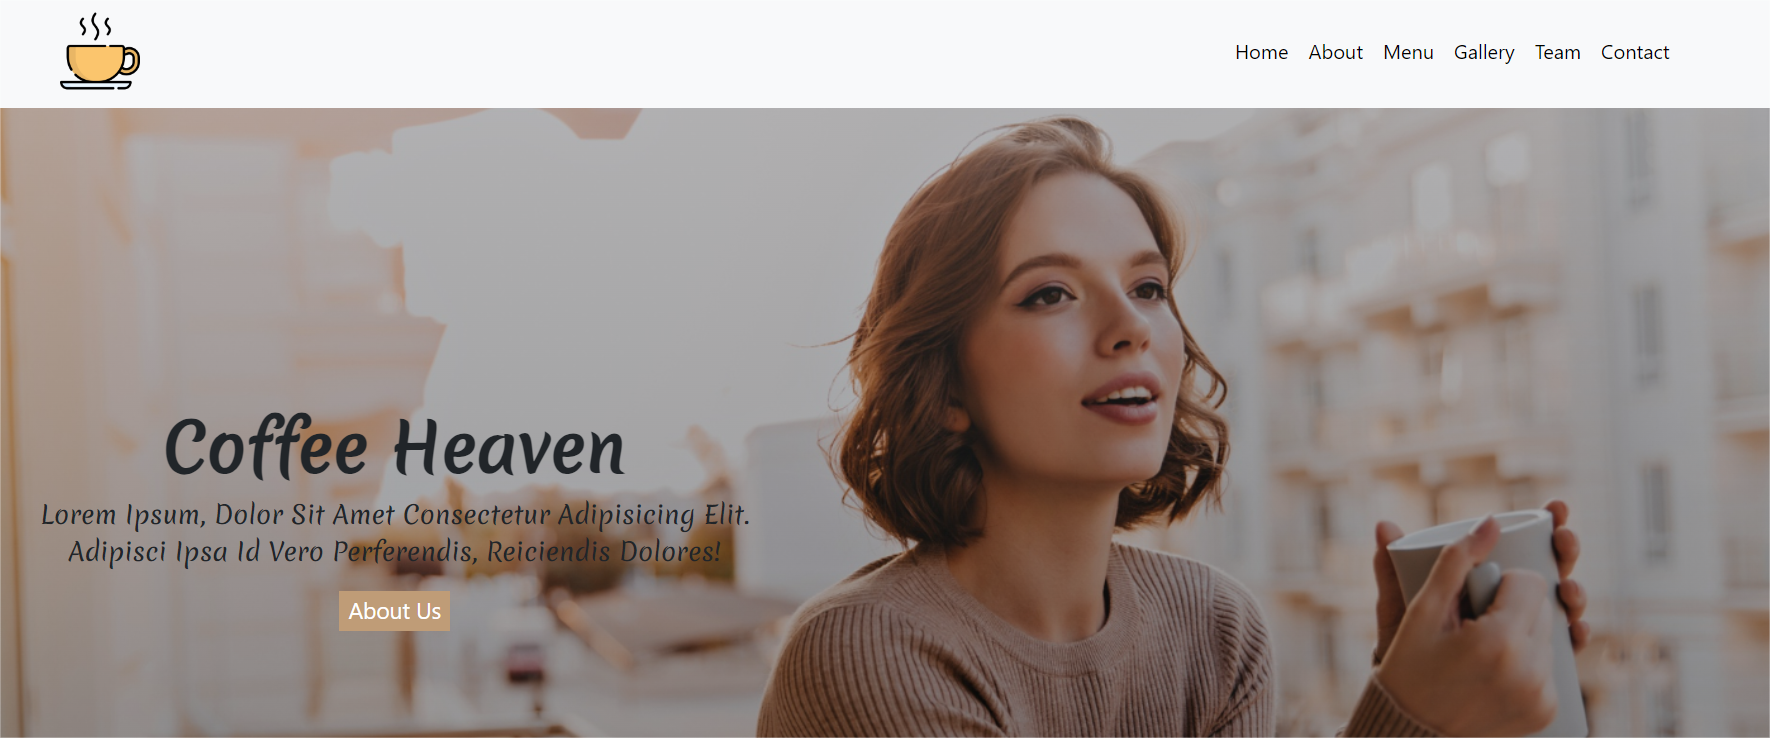 Home About Menu Gallery Team Contact
Coffee Heaven
Lorem Ipsum, Dolor Sit Amet Consectetur Adipisicing Elit.
Adipisci Ipsa Id Vero Perferendis, Reiciendis Dolores!
About Us